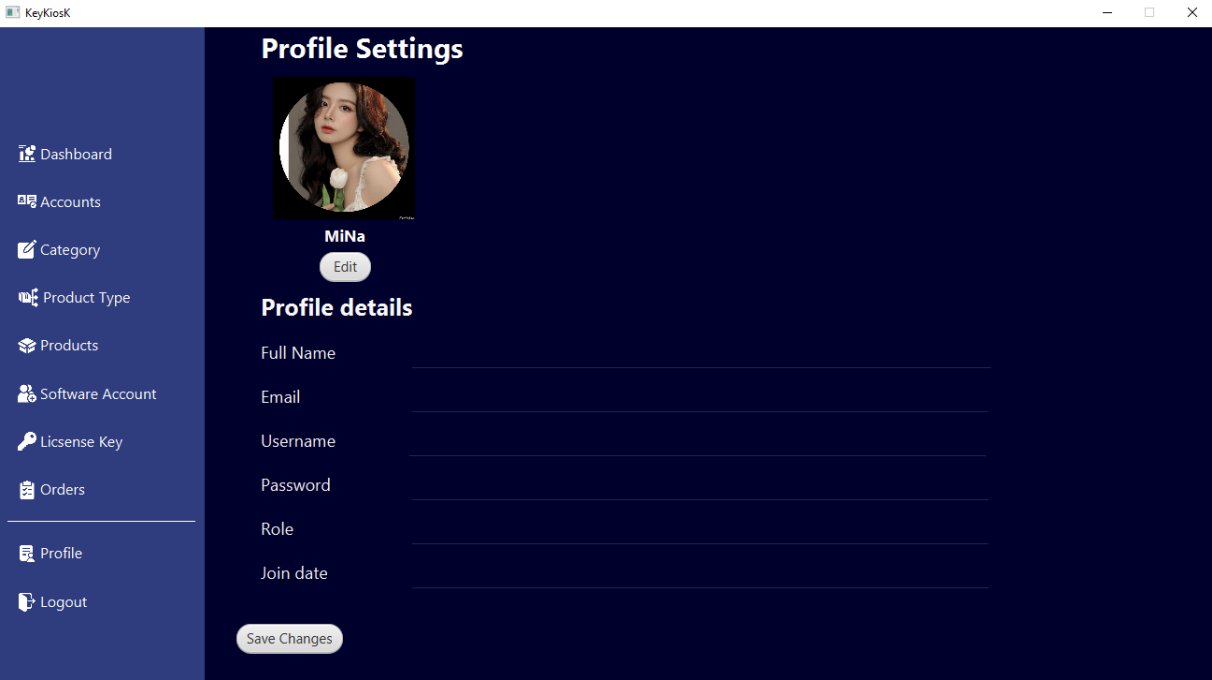 KeyKiosK
Dashboard
Accounts
Category
Product Type
Products
Software Account
Licsense Key
Orders
Profile
Logout
Profile Settings
MiNa
Edit
Profile details
Full Name
Email
Username
Password
Role
Join date
Save Changes